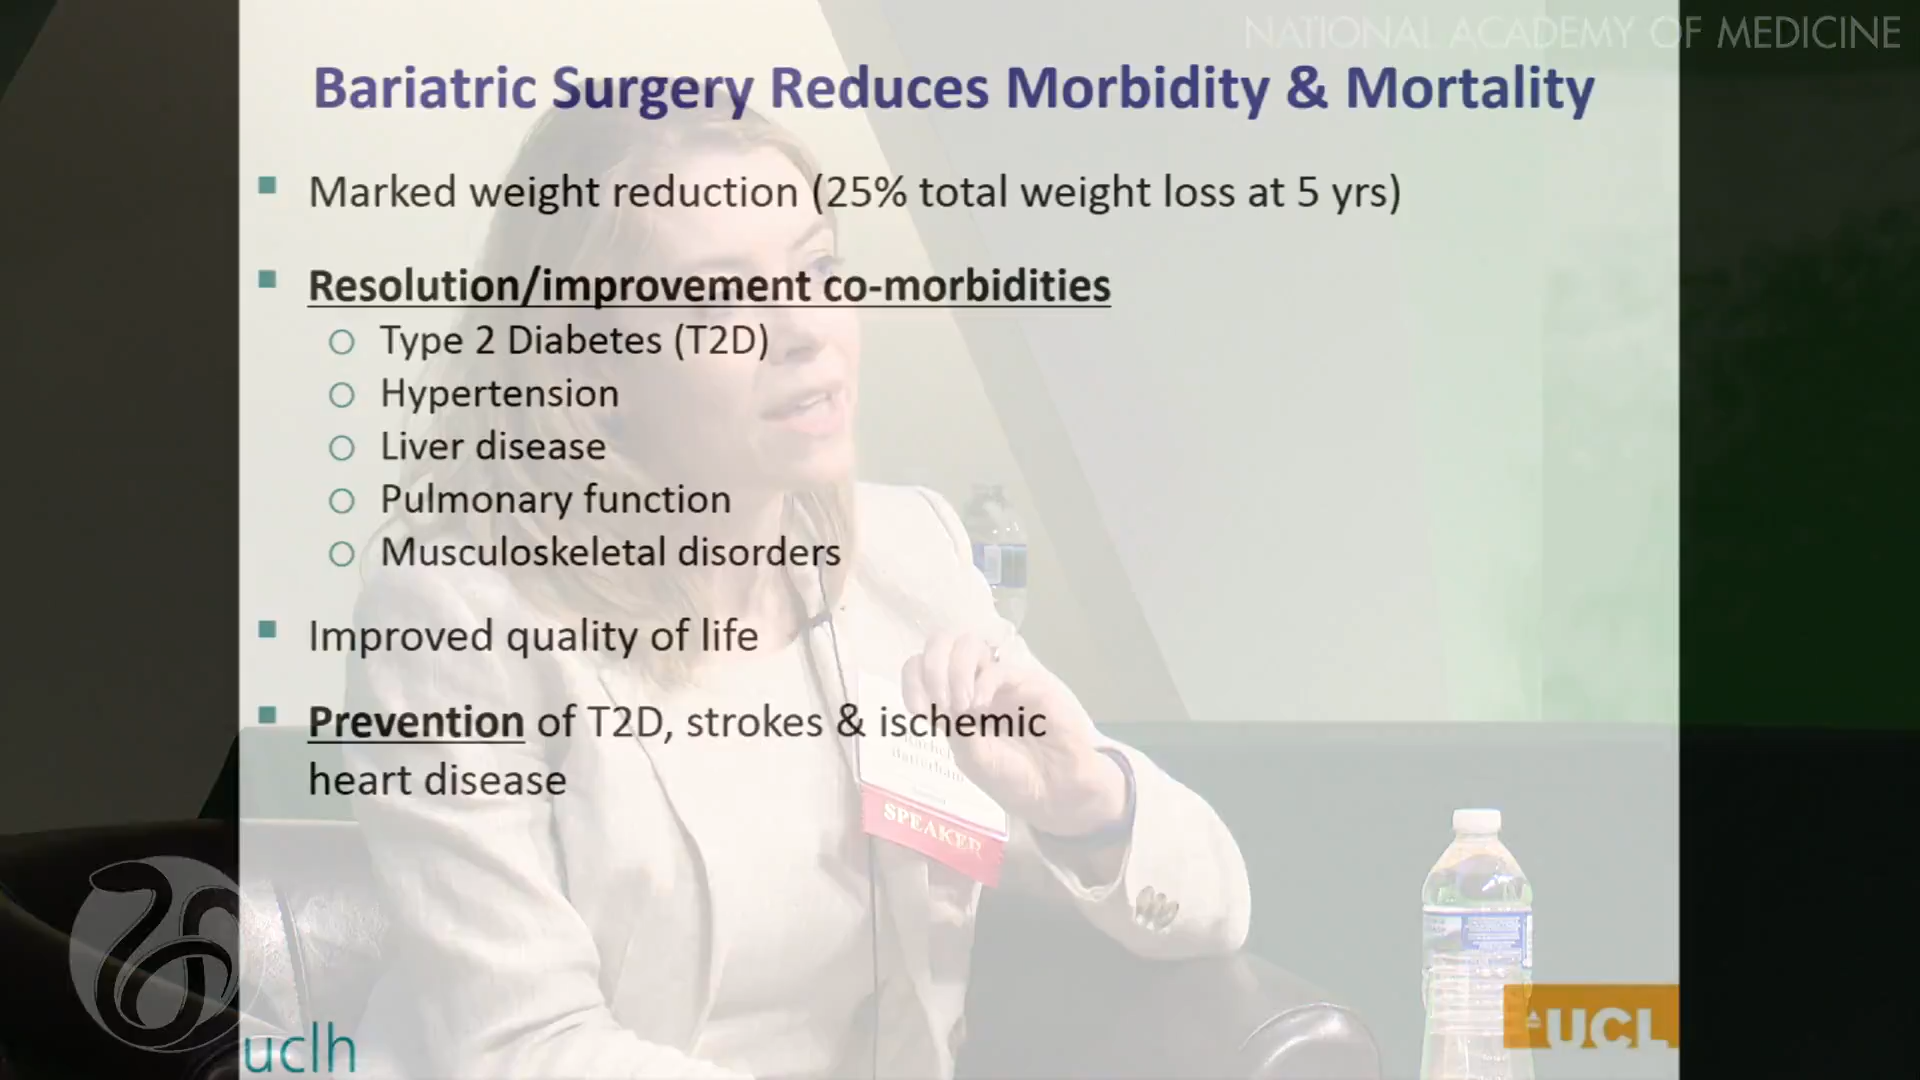 NATIONAL ACADEMY OF MEDICINE
Bariatric Surgery Reduces Morbidity & Mortality
Marked weight reduction (25% total weight loss at 5 yrs)
Resolution/improvement co-morbidities
Type 2 Diabetes (T2D)
Hypertension
Liver disease
Pulmonary function
Musculoskeletal disorders
Improved quality of life
Prevention of T2D, strokes & ischemic
heart disease
SPEAKER
uclh
UCL